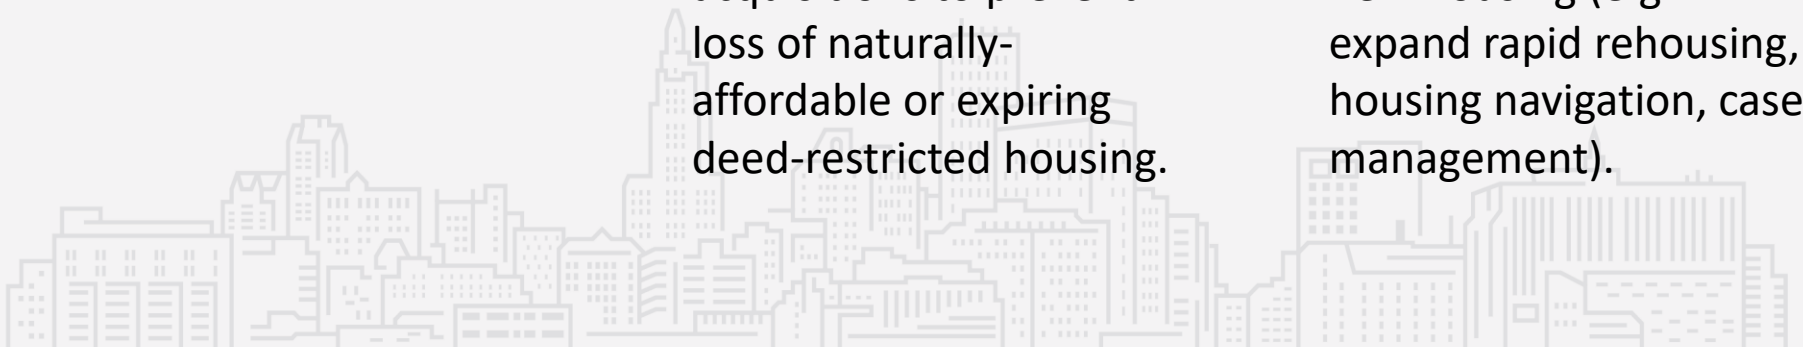 loss of naturally-
affordable or expiring
deed-restricted housing.
expand rapid rehousing,
housing navigation, case
management).